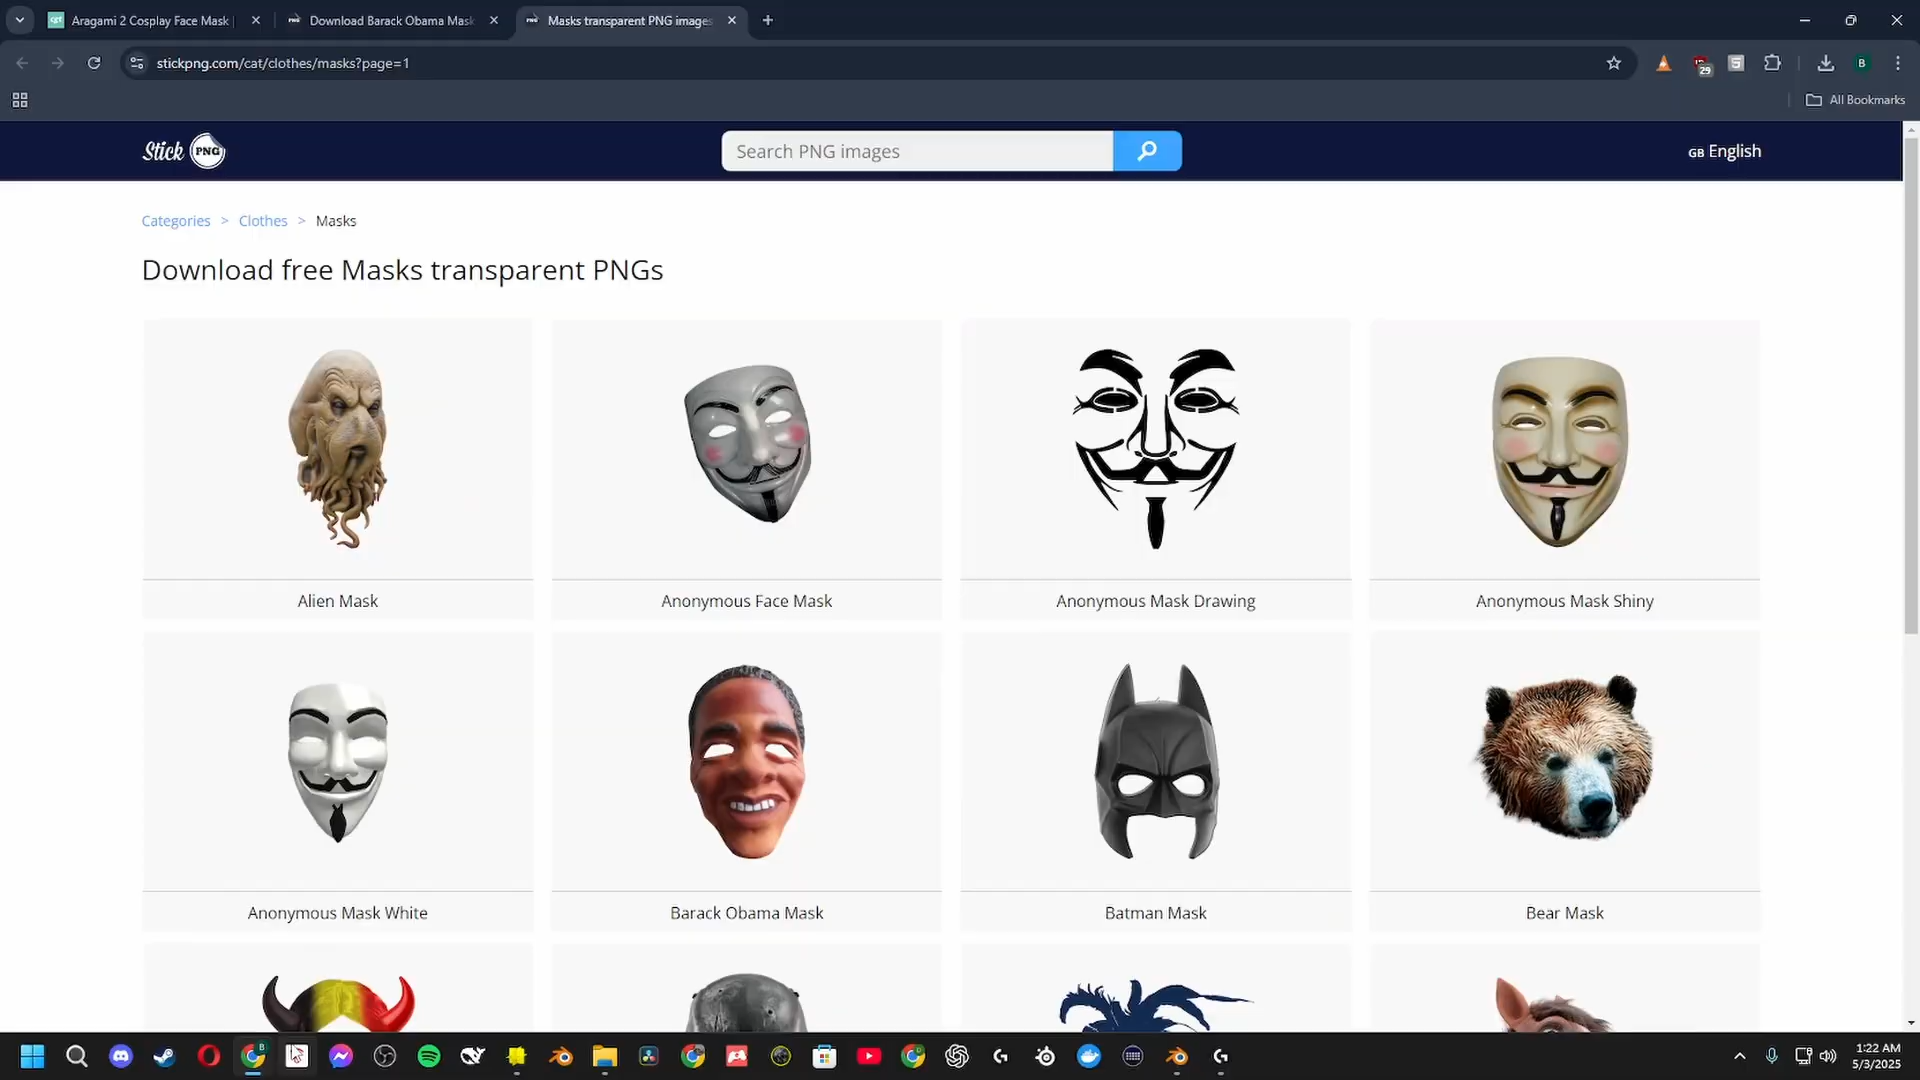 Aragami 2 Cosplay Face Mask |
Download Barack Obama Mask
Masks transparent PNG images
stickpng.com/cat/clothes/masks?page=1
29
B
All Bookmarks
Stick PNG
Search PNG images
GB English
Categories > Clothes > Masks
Download free Masks transparent PNGs
Alien Mask
Anonymous Face Mask
Anonymous Mask Drawing
Anonymous Mask Shiny
Anonymous Mask White
Barack Obama Mask
Batman Mask
Bear Mask
1:22 AM
5/3/2025